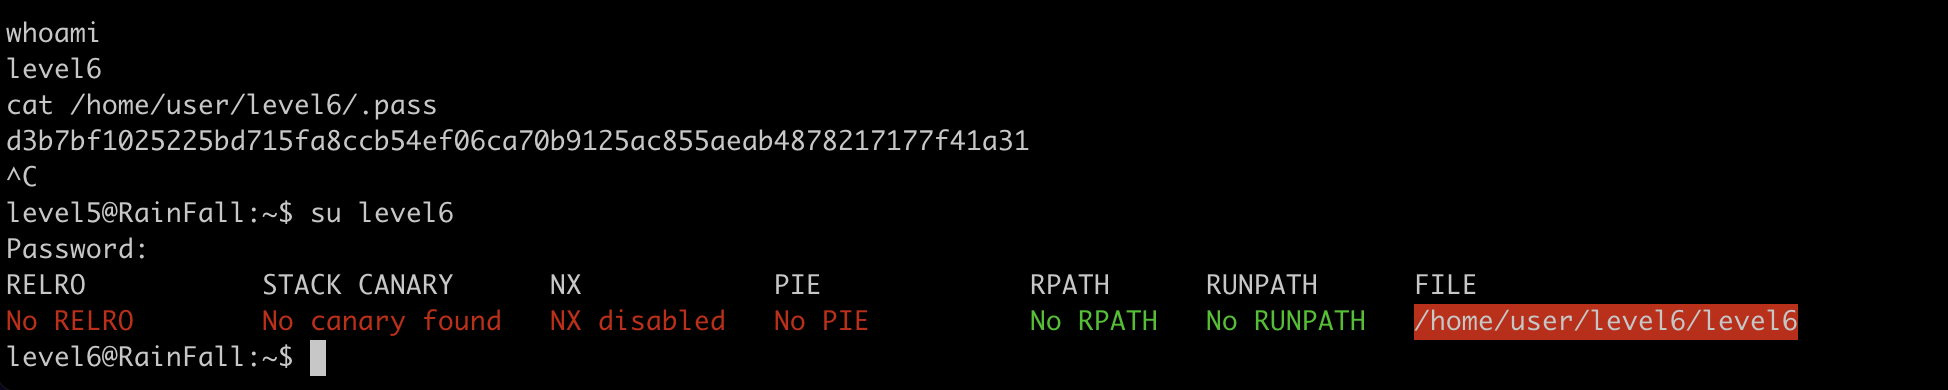 whoami
level6
cat /home/user/level6/.pass
d3b7bf1025225bd715fa8ccb54ef06ca70b9125ac855aeab4878217177f41a31
^C
level5@RainFall:~$ su level6
Password:
RELRO STACK CANARY NX PIE RPATH RUNPATH FILE
No RELRO No canary found NX disabled No PIE No RPATH No RUNPATH /home/user/level6/level6
level6@RainFall:~$